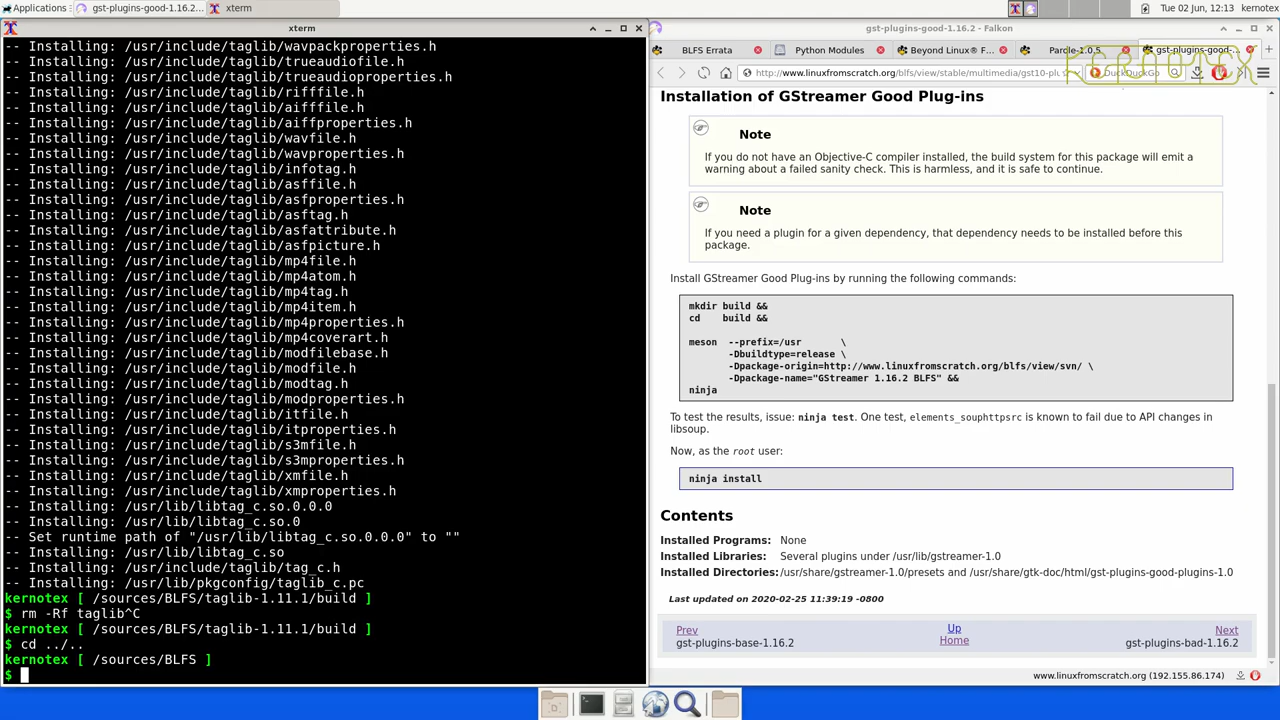 Applications
gst-plugins-good-1.16.2...
xterm
Tue 02 Jun, 12:13
kernotex
xterm
-- Installing: /usr/include/taglib/wavpackproperties.h
-- Installing: /usr/include/taglib/trueaudiofile.h
-- Installing: /usr/include/taglib/trueaudioproperties.h
-- Installing: /usr/include/taglib/rifffile.h
-- Installing: /usr/include/taglib/aifffile.h
-- Installing: /usr/include/taglib/aiffproperties.h
-- Installing: /usr/include/taglib/wavfile.h
-- Installing: /usr/include/taglib/wavproperties.h
-- Installing: /usr/include/taglib/infotag.h
-- Installing: /usr/include/taglib/asffile.h
-- Installing: /usr/include/taglib/asfproperties.h
-- Installing: /usr/include/taglib/asftag.h
-- Installing: /usr/include/taglib/asfattribute.h
-- Installing: /usr/include/taglib/asfpicture.h
-- Installing: /usr/include/taglib/mp4file.h
-- Installing: /usr/include/taglib/mp4atom.h
-- Installing: /usr/include/taglib/mp4tag.h
-- Installing: /usr/include/taglib/mp4item.h
-- Installing: /usr/include/taglib/mp4properties.h
-- Installing: /usr/include/taglib/mp4coverart.h
-- Installing: /usr/include/taglib/modfilebase.h
-- Installing: /usr/include/taglib/modfile.h
-- Installing: /usr/include/taglib/modtag.h
-- Installing: /usr/include/taglib/modproperties.h
-- Installing: /usr/include/taglib/itfile.h
-- Installing: /usr/include/taglib/itproperties.h
-- Installing: /usr/include/taglib/s3mfile.h
-- Installing: /usr/include/taglib/s3mproperties.h
-- Installing: /usr/include/taglib/xmfile.h
-- Installing: /usr/include/taglib/xmproperties.h
-- Installing: /usr/lib/libtag_c.so.0.0.0
-- Installing: /usr/lib/libtag_c.so.0
-- Set runtime path of "/usr/lib/libtag_c.so.0.0.0" to ""
-- Installing: /usr/lib/libtag_c.so
-- Installing: /usr/include/taglib/tag_c.h
-- Installing: /usr/lib/pkgconfig/taglib_c.pc
kernotex [ /sources/BLFS/taglib-1.11.1/build ]
$ rm -Rf taglib^C
kernotex [ /sources/BLFS/taglib-1.11.1/build ]
$ cd ../..
kernotex [ /sources/BLFS ]
$
gst-plugins-good-1.16.2 - Falkon
BLFS Errata
Python Modules
Beyond Linux® F...
Parole-1.0.5
gst-plugins-good-...
KERNOTEX
http://www.linuxfromscratch.org/blfs/view/stable/multimedia/gst10-plu
DuckDuckGo
Installation of GStreamer Good Plug-ins
Note
If you do not have an Objective-C compiler installed, the build system for this package will emit a
warning about a failed sanity check. This is harmless, and it is safe to continue.
Note
If you need a plugin for a given dependency, that dependency needs to be installed before this
package.
Install GStreamer Good Plug-ins by running the following commands:
mkdir build &&
cd    build &&
meson  --prefix=/usr       \
-Dbuildtype=release \
-Dpackage-origin=http://www.linuxfromscratch.org/blfs/view/svn/ \
-Dpackage-name="GStreamer 1.16.2 BLFS" &&
ninja
To test the results, issue: ninja test. One test, elements_souphttpsrc is known to fail due to API changes in
libsoup.
Now, as the root user:
ninja install
Contents
Installed Programs: None
Installed Libraries: Several plugins under /usr/lib/gstreamer-1.0
Installed Directories: /usr/share/gstreamer-1.0/presets and /usr/share/gtk-doc/html/gst-plugins-good-plugins-1.0
Last updated on 2020-02-25 11:39:19 -0800
Prev
Up
Next
gst-plugins-base-1.16.2
Home
gst-plugins-bad-1.16.2
www.linuxfromscratch.org (192.155.86.174)